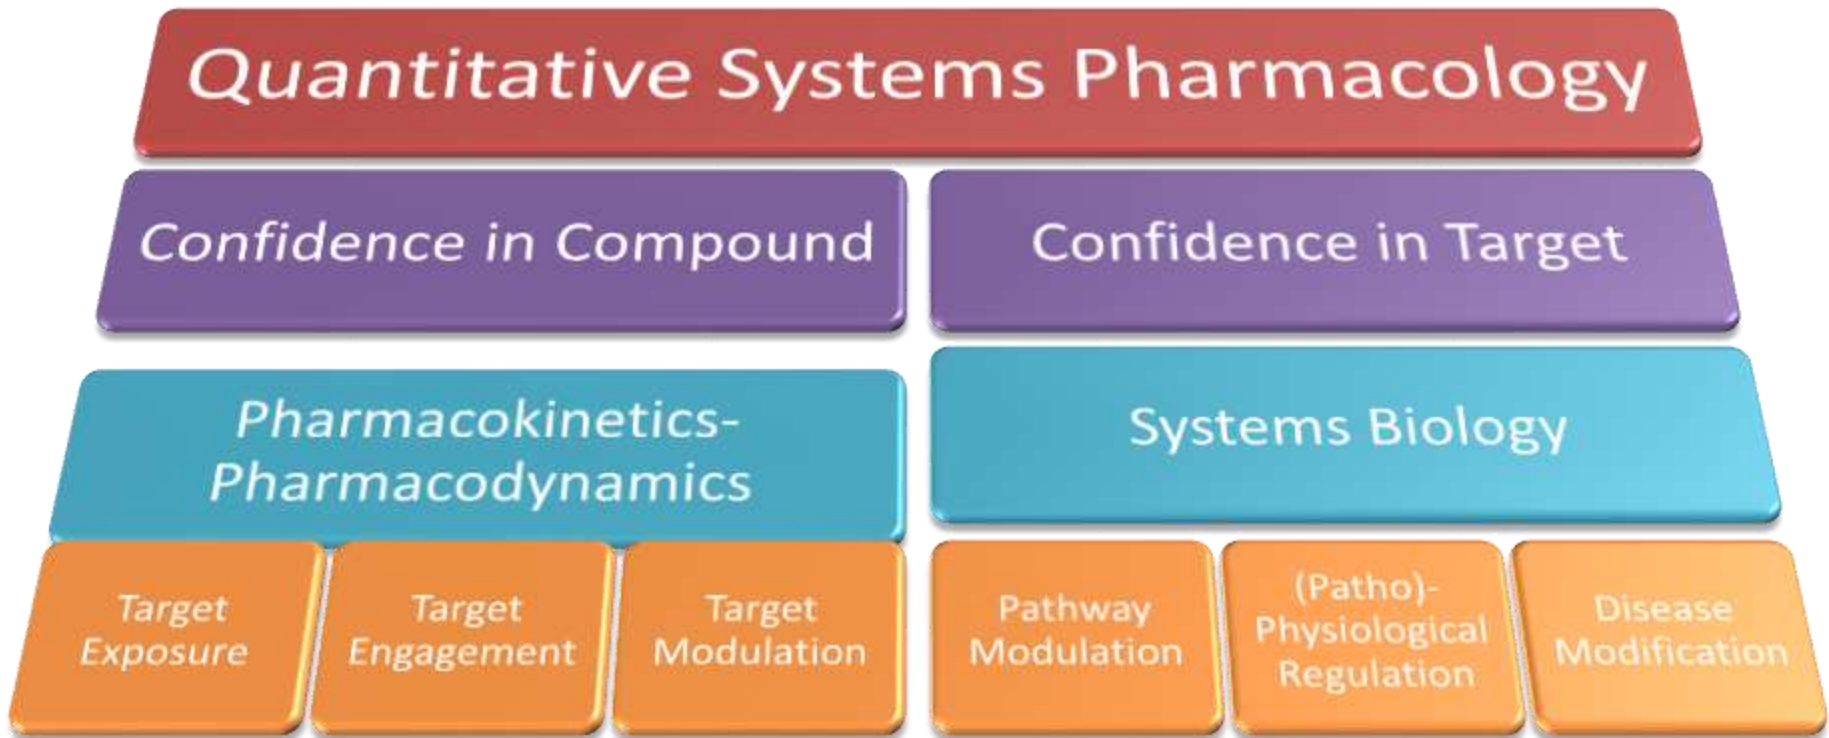 Quantitative Systems Pharmacology
Confidence in Compound
Confidence in Target
Pharmacokinetics-
Pharmacodynamics
Systems Biology
Target
Exposure
Target
Engagement
Target
Modulation
Pathway
Modulation
(Patho)-
Physiological
Regulation
Disease
Modification